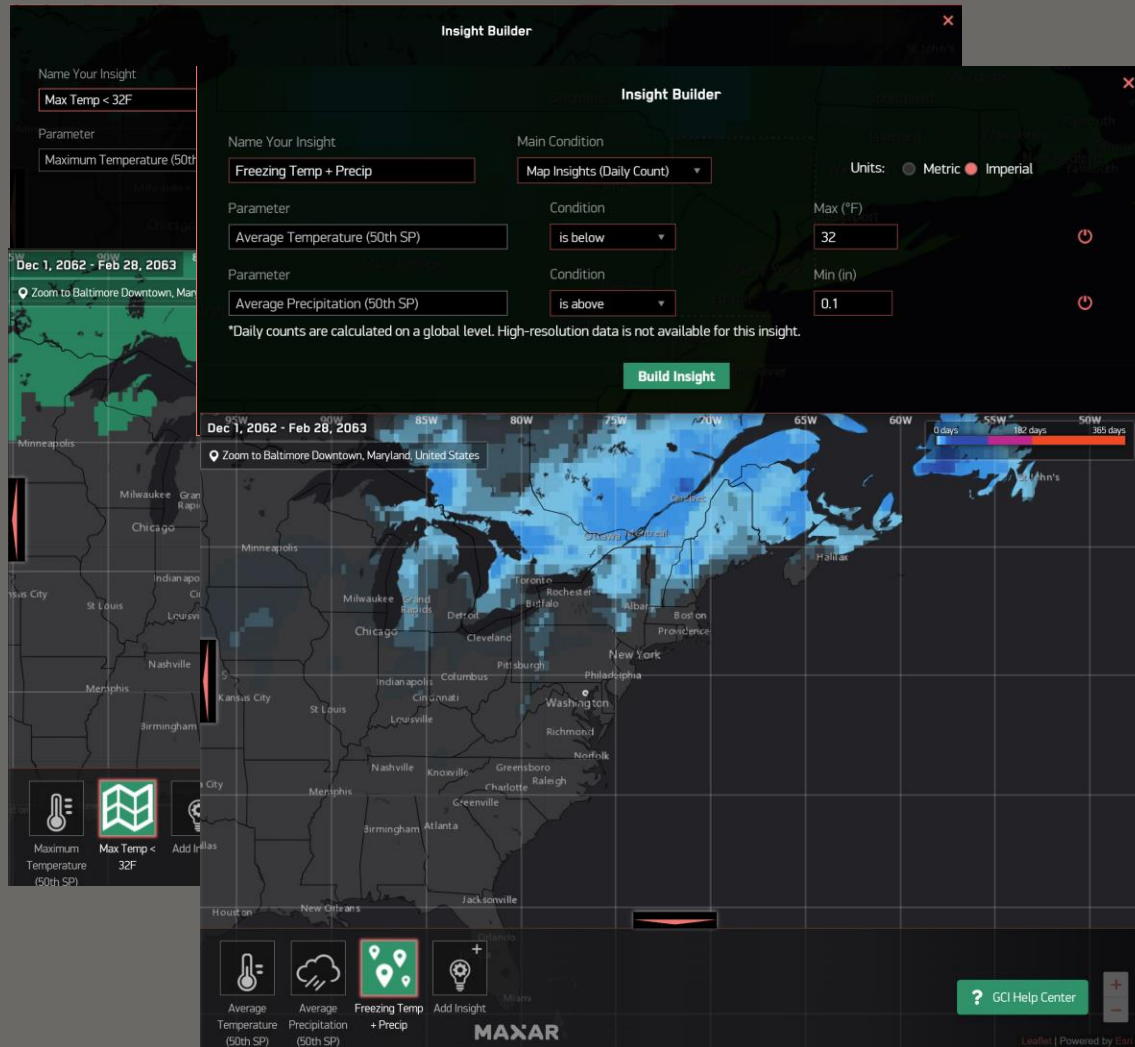 Insight Builder
×
Name Your Insight
Max Temp < 32F
Parameter
Maximum Temperature (50th
90W
Dec 1, 2062 - Feb 28, 2063
Zoom to Baltimore Downtown, Mar
Minneapolis
Milwaukee
Chicago
St Louis
Nashville
Memphis
Birmingham
Maximum
Temperature
(50th SP)
Max Temp <
32F
Insight Builder
×
Name Your Insight
Main Condition
Freezing Temp + Precip
Map Insights (Daily Count)
Units: Metric Imperial
Parameter
Condition
Max (°F)
Average Temperature (50th SP)
is below
32
Parameter
Condition
Min (in)
Average Precipitation (50th SP)
is above
0.1
*Daily counts are calculated on a global level. High-resolution data is not available for this insight.
Build Insight
95W 90W 85W 80W 75W 70W 65W 60W 55W 50W
Dec 1, 2062 - Feb 28, 2063
0 days 182 days 365 days
Zoom to Baltimore Downtown, Maryland, United States
Quebec
Ottawa Montreal
Halifax
Minneapolis
Toronto
Rochester
Buffalo
Milwaukee
Grand
Rapids
Detroit
Boston
Providence
Chicago
Cleveland
New York
Pittsburgh
Philadelphia
Indianapolis
Columbus
Cincinnati
Washington
Kansas City
St Louis
Louisville
Richmond
Norfolk
Nashville
Knoxville
Greensboro
Raleigh
Memphis
Charlotte
Greenville
Birmingham
Atlanta
Jacksonville
Houston
New Orleans
Orlando
Miami
Average
Temperature
(50th SP)
Average
Precipitation
(50th SP)
Freezing Temp
+ Precip
Add Insight
MAXAR
? GCI Help Center
+
−
Leaflet | Powered by Esri